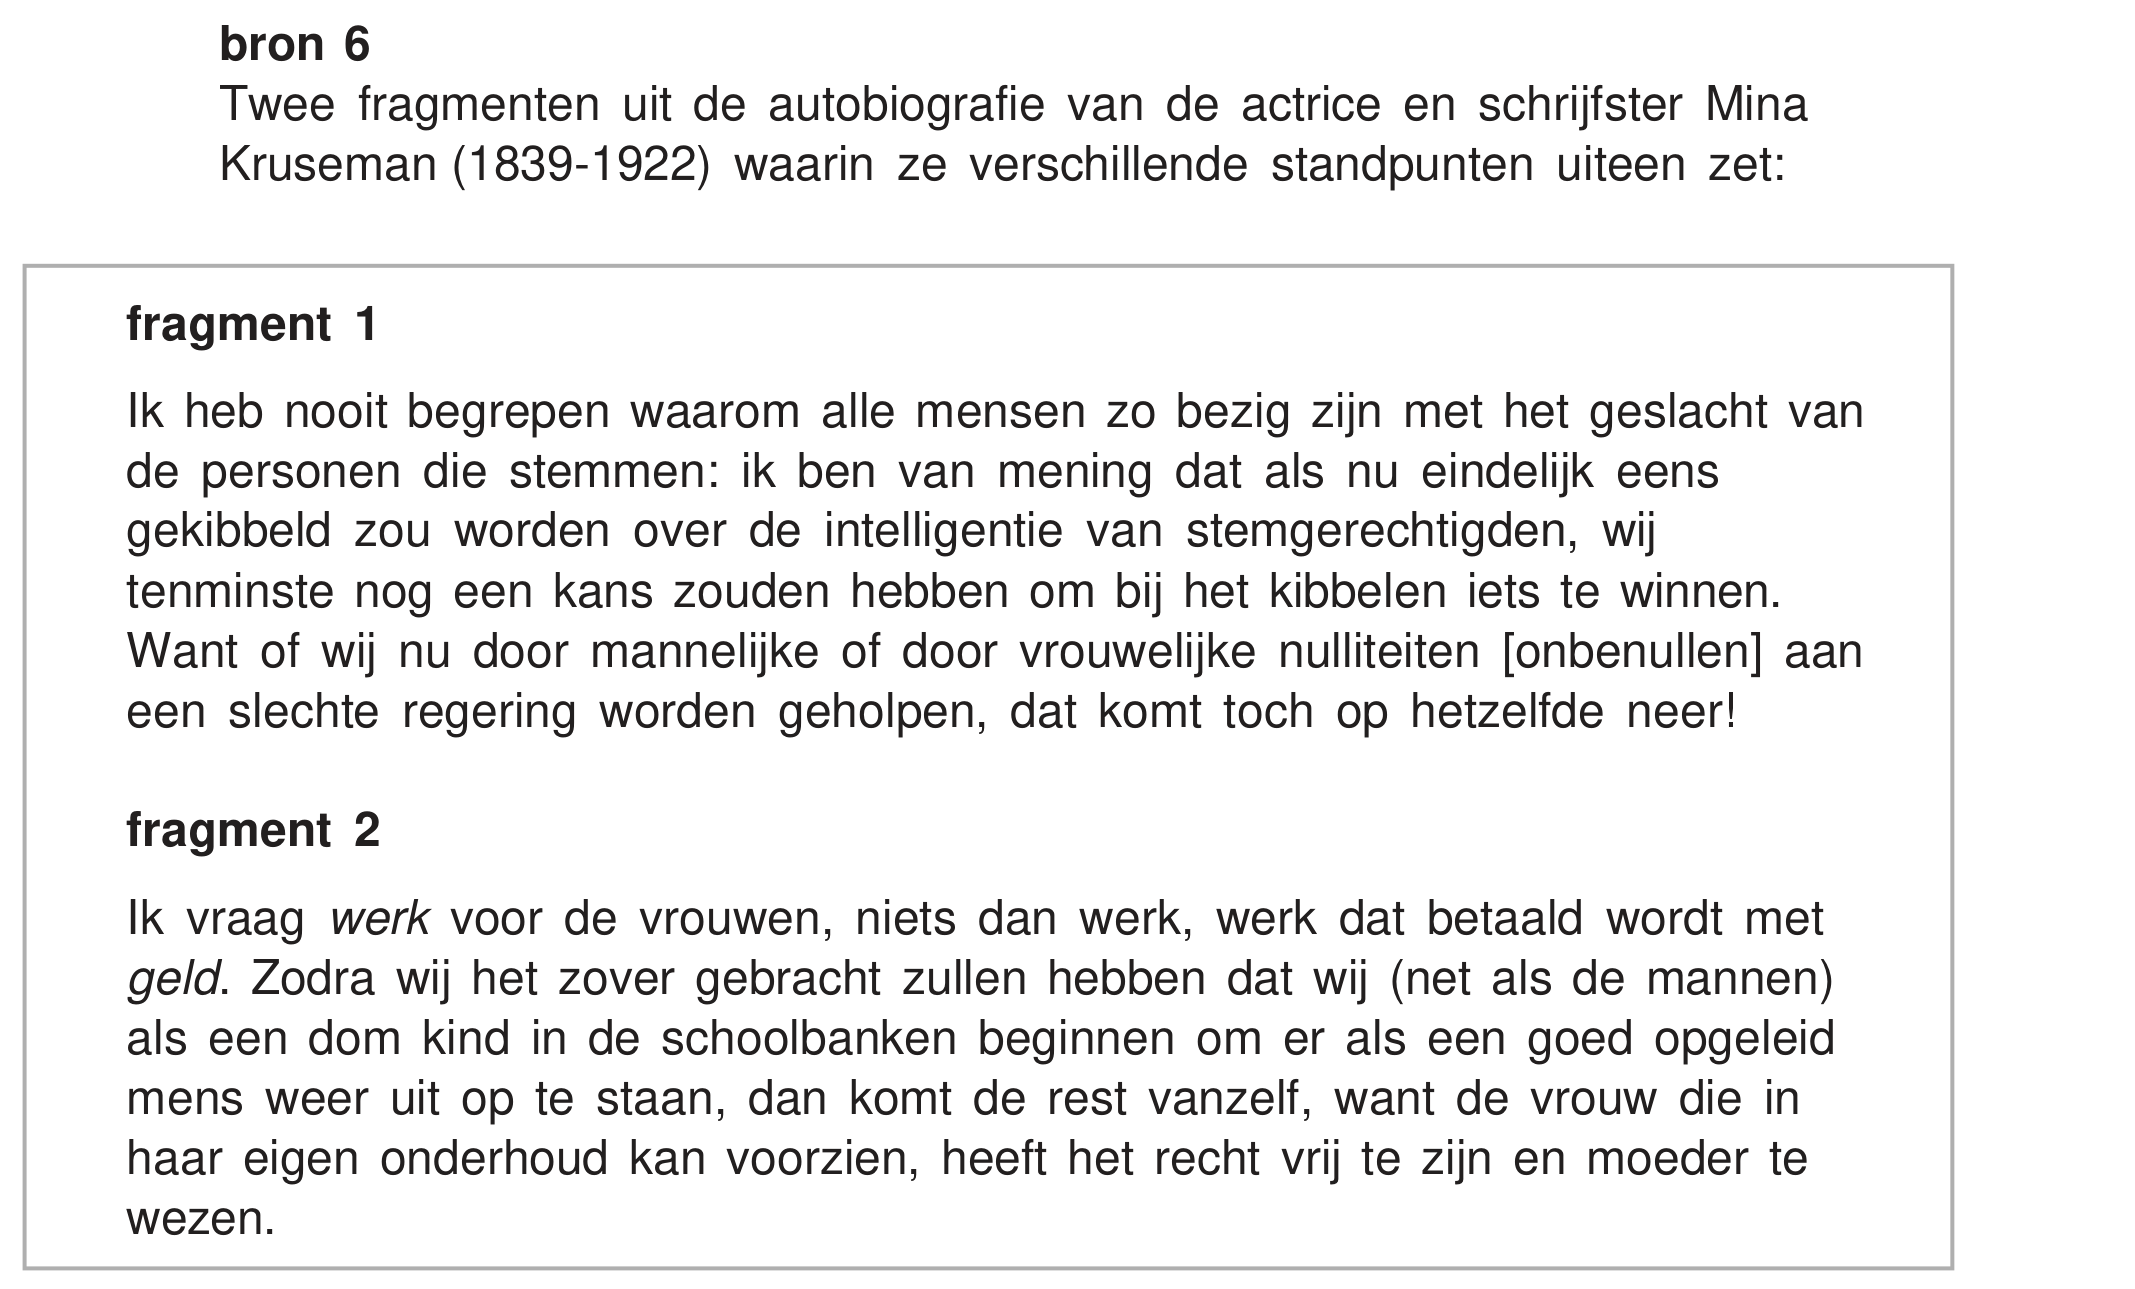 bron 6
Twee fragmenten uit de autobiografie van de actrice en schrijfster Mina
Kruseman (1839-1922) waarin ze verschillende standpunten uiteen zet:
fragment 1
Ik heb nooit begrepen waarom alle mensen zo bezig zijn met het geslacht van
de personen die stemmen: ik ben van mening dat als nu eindelijk eens
gekibbeld zou worden over de intelligentie van stemgerechtigden, wij
tenminste nog een kans zouden hebben om bij het kibbelen iets te winnen.
Want of wij nu door mannelijke of door vrouwelijke nulliteiten [onbenullen] aan
een slechte regering worden geholpen, dat komt toch op hetzelfde neer!
fragment 2
Ik vraag werk voor de vrouwen, niets dan werk, werk dat betaald wordt met
geld. Zodra wij het zover gebracht zullen hebben dat wij (net als de mannen)
als een dom kind in de schoolbanken beginnen om er als een goed opgeleid
mens weer uit op te staan, dan komt de rest vanzelf, want de vrouw die in
haar eigen onderhoud kan voorzien, heeft het recht vrij te zijn en moeder te
wezen.